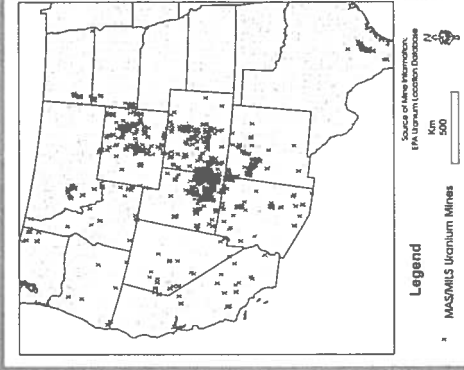 Legend
× MAS/MILS Uranium Mines
Km
500
Source of Mine Information:
EPA Uranium Location Database
N